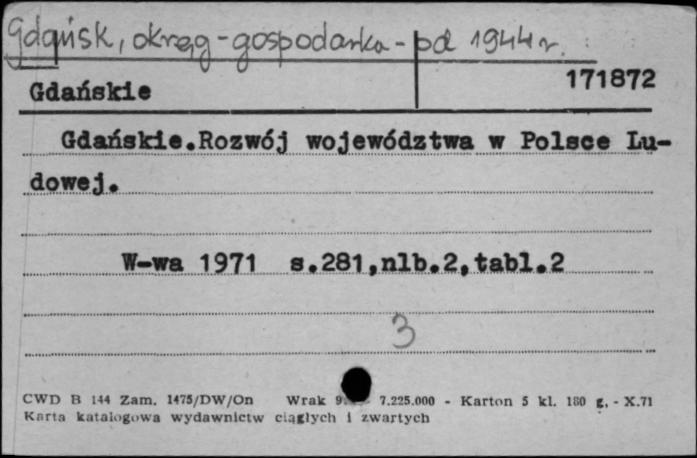 Gdańsk, okręg - gospodarka - od 1944 r.
171872
Gdańskie
Gdańskie.Rozwój województwa w Polsce Lu-
dowej.
W-wa 1971 s.281,nlb.2,tabl.2
3
CWD B 144 Zam. 1475/DW/On Wrak 7.225.000 - Karton 5 kl. 180 g. - X.71
Karta katalogowa wydawnictw ciągłych i zwartych